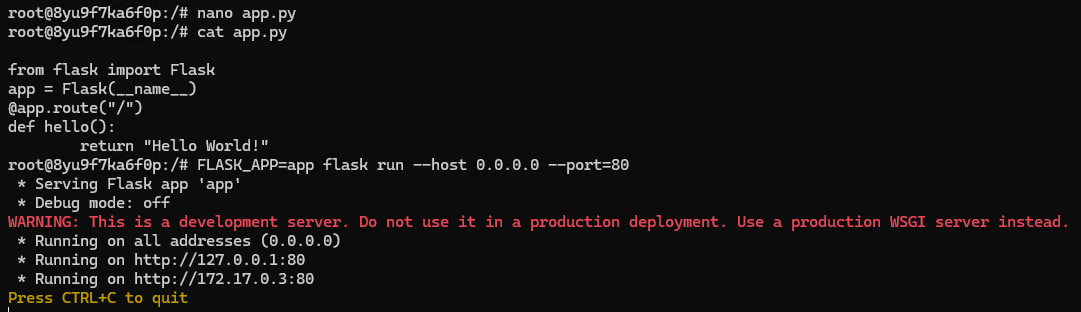 root@8yu9f7ka6f0p:/# nano app.py
root@8yu9f7ka6f0p:/# cat app.py
from flask import Flask
app = Flask(__name__)
@app.route("/")
def hello():
        return "Hello World!"
root@8yu9f7ka6f0p:/# FLASK_APP=app flask run --host 0.0.0.0 --port=80
 * Serving Flask app 'app'
 * Debug mode: off
WARNING: This is a development server. Do not use it in a production deployment. Use a production WSGI server instead.
 * Running on all addresses (0.0.0.0)
 * Running on http://127.0.0.1:80
 * Running on http://172.17.0.3:80
Press CTRL+C to quit